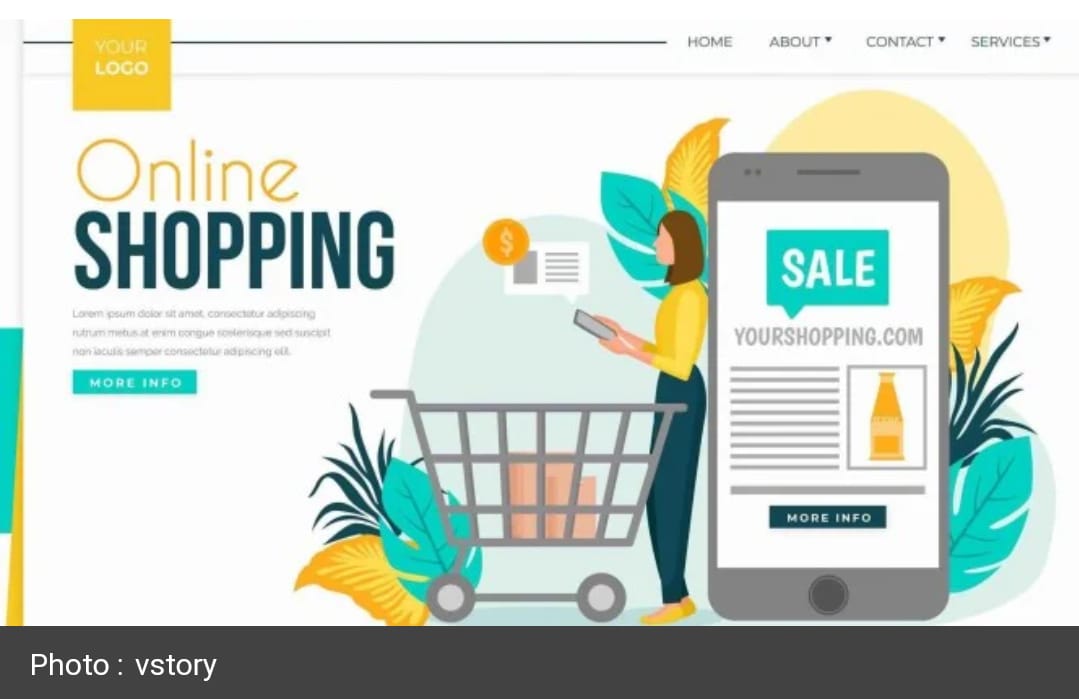 YOUR
LOGO
HOME ABOUT CONTACT SERVICES
Online
SHOPPING
Lorem ipsum dolor sit amet, consectetur adipiscing
rutrum metus at enim congue scelerisque sed suscipit
non iaculis semper consectetur adipiscing elit.
MORE INFO
$
SALE
YOURSHOPPING.COM
MORE INFO
Photo : vstory